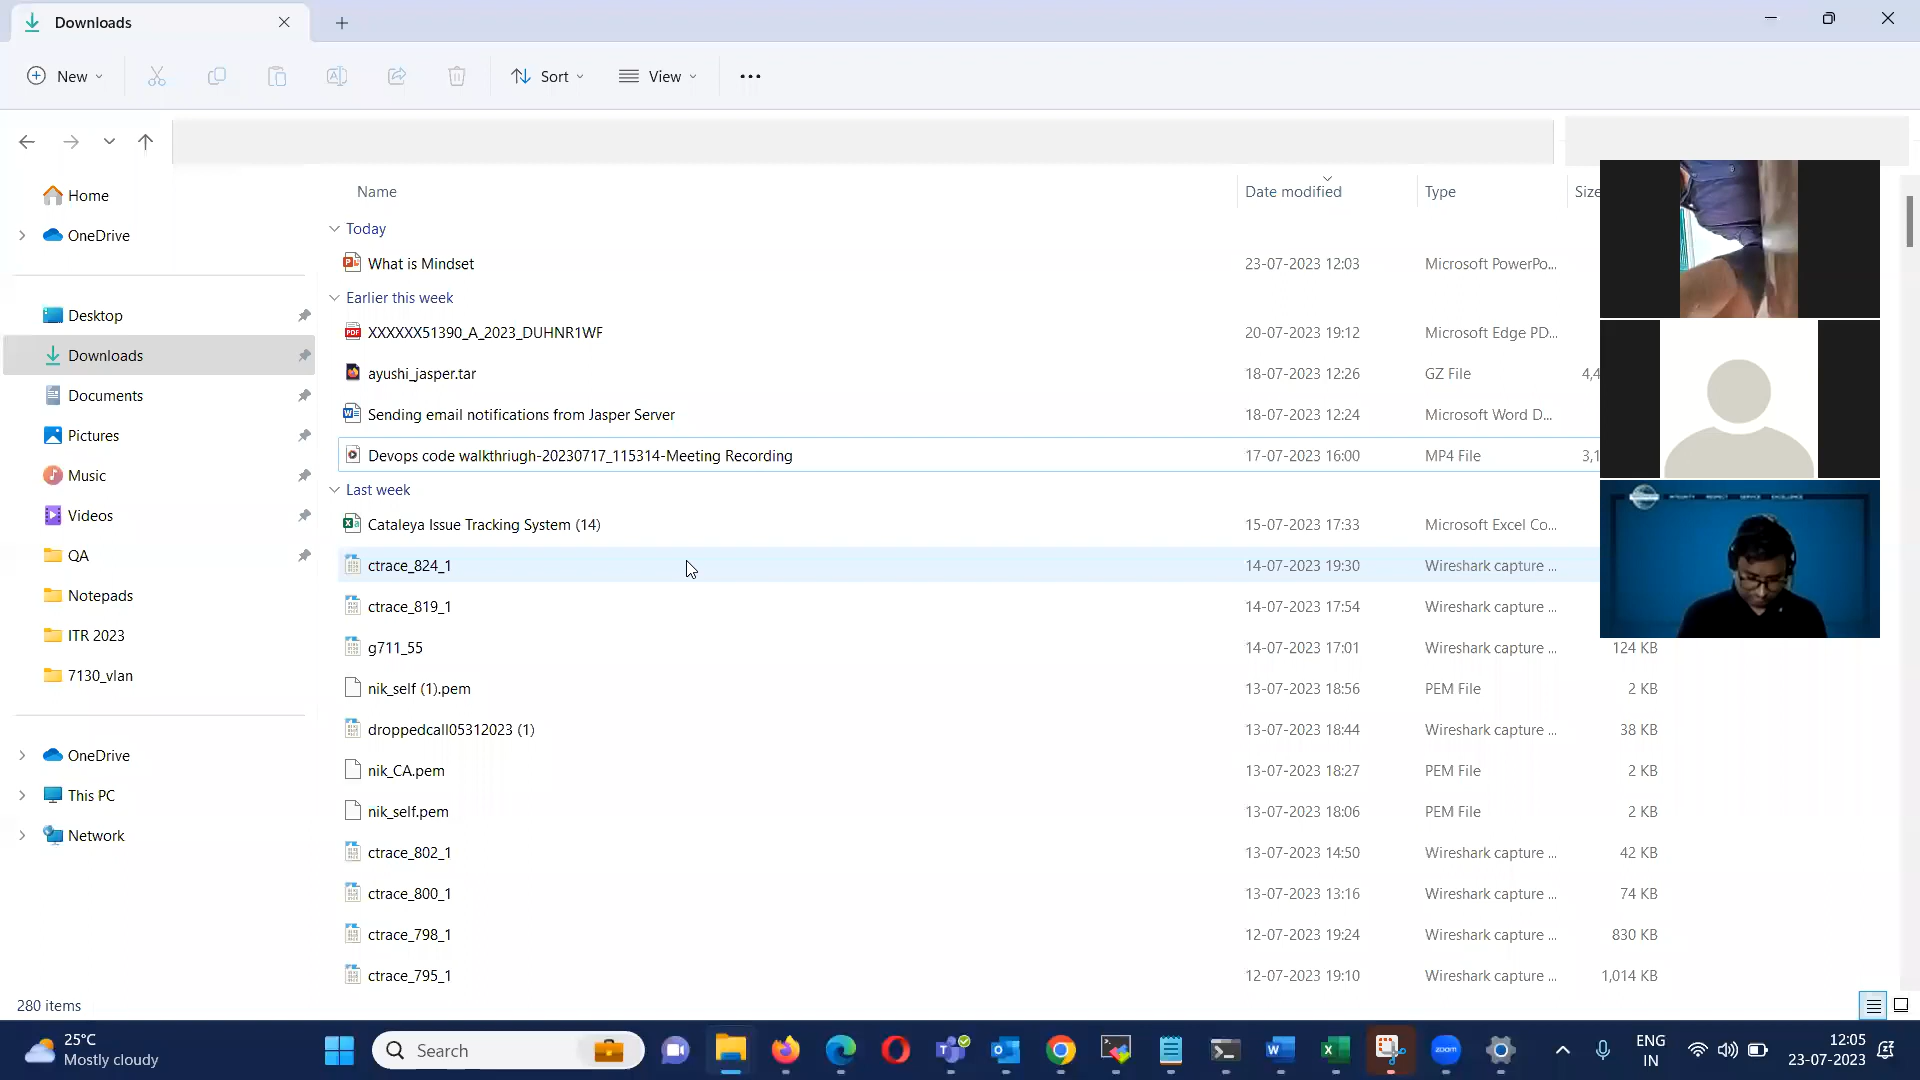 Downloads
New
Sort
View
Home
OneDrive
Desktop
Downloads
Documents
Pictures
Music
Videos
QA
Notepads
ITR 2023
7130_vlan
OneDrive
This PC
Network
Name Date modified Type Size
Today
What is Mindset 23-07-2023 12:03 Microsoft PowerPo...
Earlier this week
XXXXXX51390_A_2023_DUHNR1WF 20-07-2023 19:12 Microsoft Edge PD...
ayushi_jasper.tar 18-07-2023 12:26 GZ File 4,4
Sending email notifications from Jasper Server 18-07-2023 12:24 Microsoft Word D...
Devops code walkthriugh-20230717_115314-Meeting Recording 17-07-2023 16:00 MP4 File 3,1
Last week
Cataleya Issue Tracking System (14) 15-07-2023 17:33 Microsoft Excel Co...
ctrace_824_1 14-07-2023 19:30 Wireshark capture ...
ctrace_819_1 14-07-2023 17:54 Wireshark capture ...
g711_55 14-07-2023 17:01 Wireshark capture ... 124 KB
nik_self (1).pem 13-07-2023 18:56 PEM File 2 KB
droppedcall05312023 (1) 13-07-2023 18:44 Wireshark capture ... 38 KB
nik_CA.pem 13-07-2023 18:27 PEM File 2 KB
nik_self.pem 13-07-2023 18:06 PEM File 2 KB
ctrace_802_1 13-07-2023 14:50 Wireshark capture ... 42 KB
ctrace_800_1 13-07-2023 13:16 Wireshark capture ... 74 KB
ctrace_798_1 12-07-2023 19:24 Wireshark capture ... 830 KB
ctrace_795_1 12-07-2023 19:10 Wireshark capture ... 1,014 KB
INTEGRITY RESPECT SERVICE EXCELLENCE
280 items
25°C
Mostly cloudy
Search
zoom
ENG
IN
12:05
23-07-2023